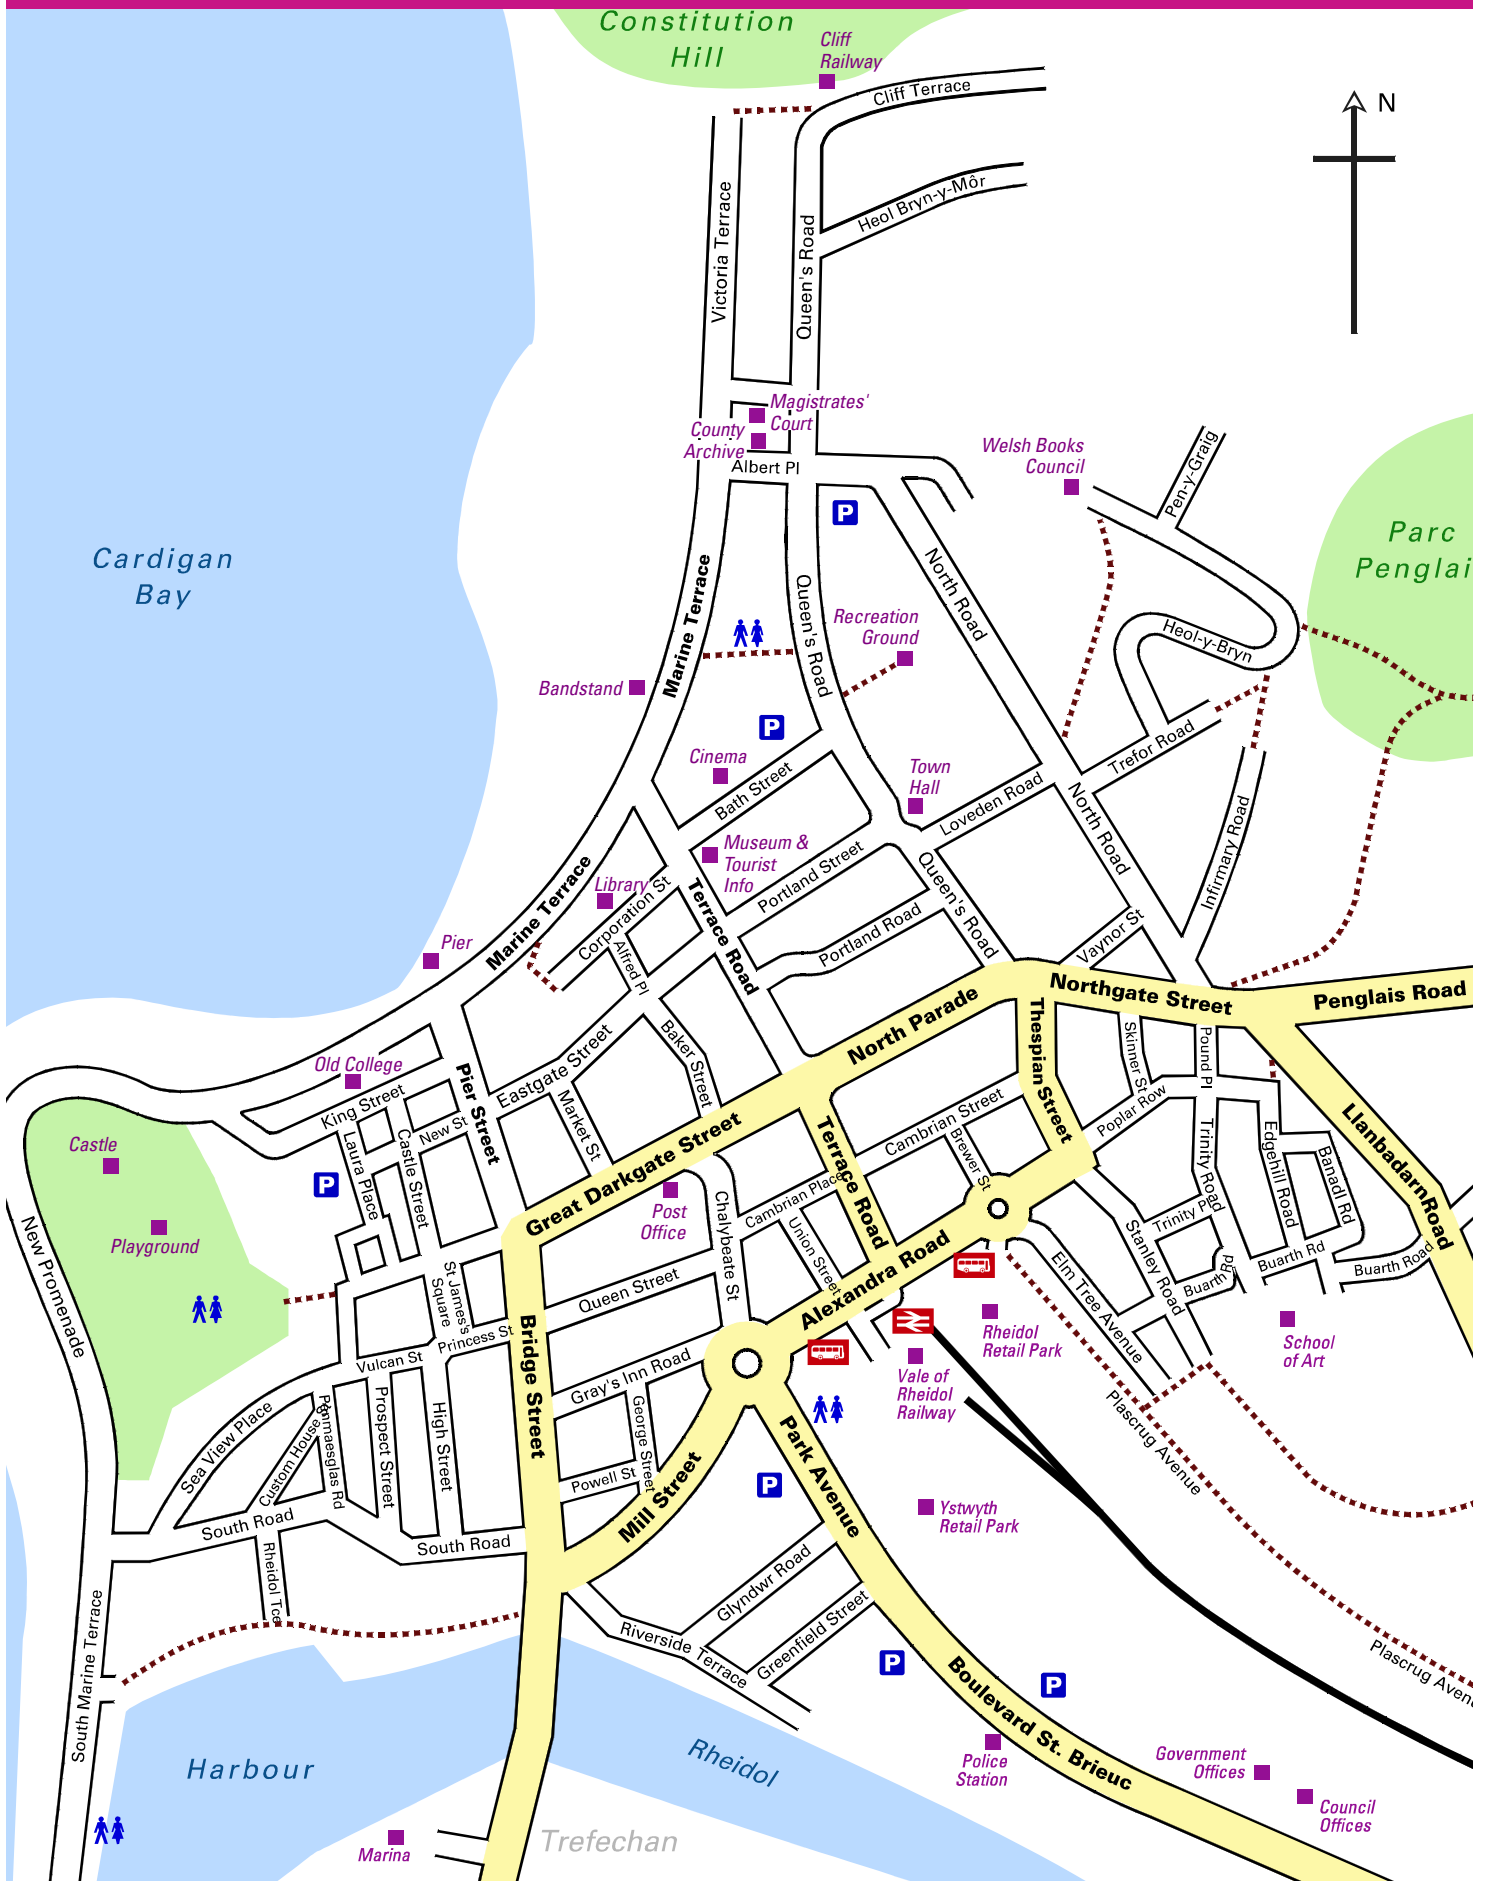 Constitution
Hill
Cliff
Railway
Cliff Terrace
N
Heol Bryn-y-Môr
Victoria Terrace
Queen's Road
Magistrates'
Court
County
Archive
Albert Pl
Welsh Books
Council
Pen-y-Graig
Parc
Penglai
Cardigan
Bay
P
North Road
Marine Terrace
Queen's Road
Recreation
Ground
Heol-y-Bryn
Bandstand
P
Cinema
Bath Street
Town
Hall
Loveden Road
Trefor Road
North Road
Infirmary Road
Museum &
Tourist
Info
Portland Street
Library
Corporation St
Terrace Road
Queen's Road
Marine Terrace
Alfred Pl
Portland Road
Vaynor St
Pier
North Parade
Northgate Street
Penglais Road
Thespian Street
Skinner St
Pound Pl
Old College
King Street
Pier Street
Eastgate Street
Baker Street
Market St
New St
Castle Street
Laura Place
Great Darkgate Street
Terrace Road
Cambrian Street
Brewer St
Poplar Row
Trinity Road
Edgehill Road
Banadl Rd
Llanbadarn Road
Castle
P
Playground
New Promenade
Post
Office
Chalybeate St
Cambrian Place
Union Street
Alexandra Road
Trinity Pl
Stanley Road
Elm Tree Avenue
Buarth Rd
Buarth Rd
Buarth Road
St. James's
Square
Queen Street
Princess St
Vulcan St
Bridge Street
Gray's Inn Road
George Street
Powell St
Mill Street
Park Avenue
Rheidol
Retail Park
Vale of
Rheidol
Railway
School
of Art
Plascrug Avenue
Sea View Place
Custom House St
Penmaesglas Rd
Prospect Street
High Street
South Road
South Road
Rheidol Tce
P
Ystwyth
Retail Park
Glyndwr Road
Greenfield Street
Riverside Terrace
South Marine Terrace
P
P
Boulevard St. Brieuc
Plascrug Avenu
Police
Station
Government
Offices
Council
Offices
Harbour
Rheidol
Trefechan
Marina